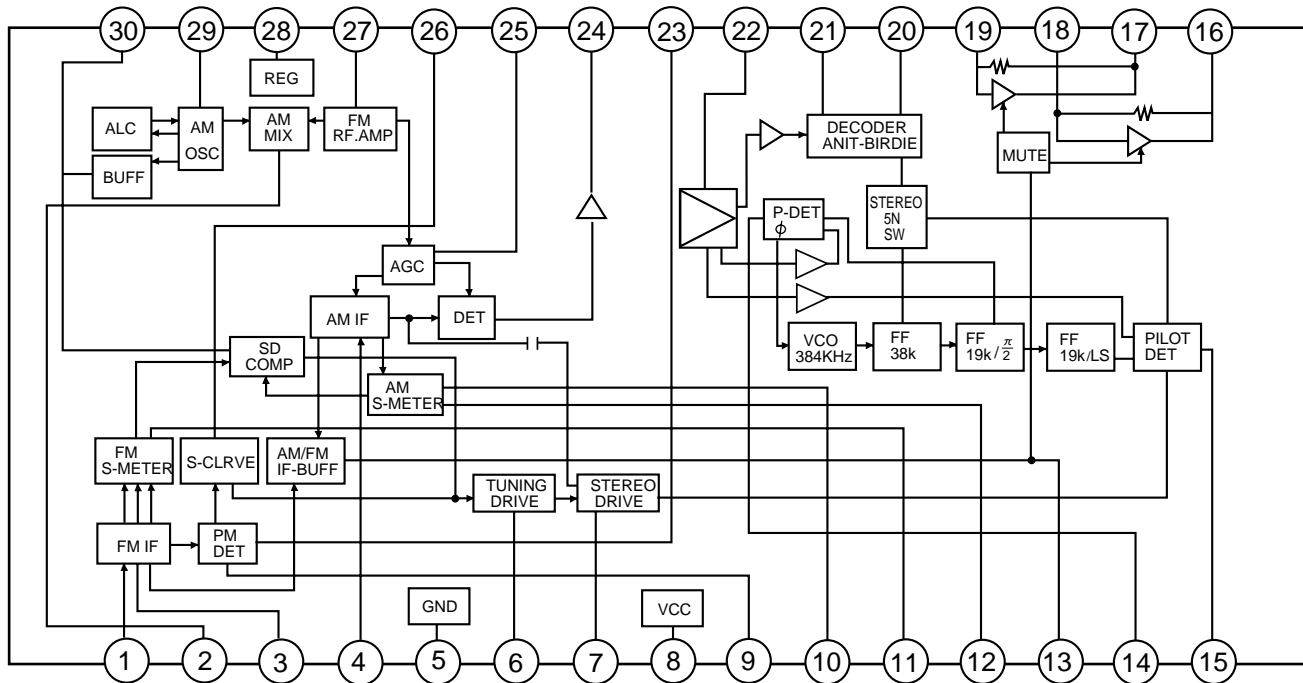 30 29 28 27 26 25 24 23 22 21 20 19 18 17 16
REG
ALC
AM
OSC
AM
MIX
FM
RF.AMP
BUFF
DECODER
ANIT-BIRDIE
MUTE
STEREO
5N
SW
P-DET
ϕ
AGC
AM IF
DET
SD
COMP
VCO
384KHz
FF
38k
FF
19k/π/2
FF
19k/LS
PILOT
DET
AM
S-METER
FM
S-METER
S-CLRVE
AM/FM
IF-BUFF
TUNING
DRIVE
STEREO
DRIVE
FM IF
PM
DET
GND
VCC
1 2 3 4 5 6 7 8 9 10 11 12 13 14 15